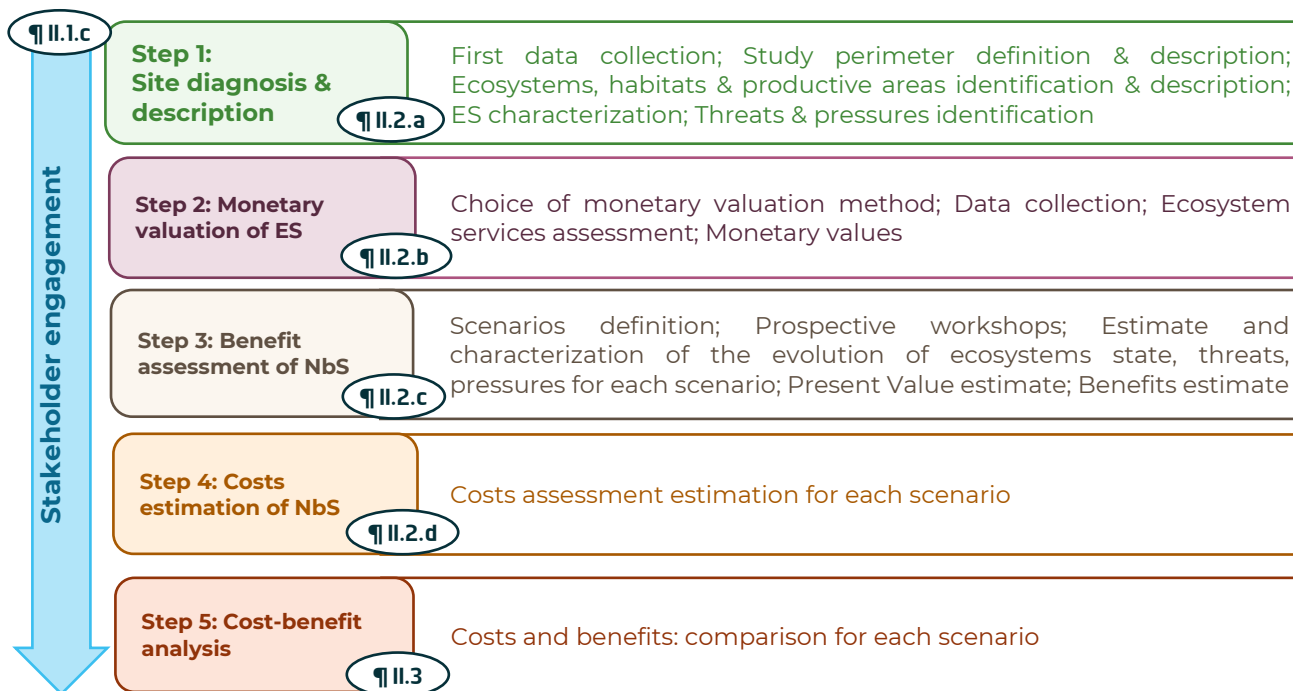 ¶ II.1.c
Stakeholder engagement
Step 1:
Site diagnosis &
description
¶ II.2.a
First data collection; Study perimeter definition & description;
Ecosystems, habitats & productive areas identification & description;
ES characterization; Threats & pressures identification
Step 2: Monetary
valuation of ES
¶ II.2.b
Choice of monetary valuation method; Data collection; Ecosystem
services assessment; Monetary values
Step 3: Benefit
assessment of NbS
¶ II.2.c
Scenarios definition; Prospective workshops; Estimate and
characterization of the evolution of ecosystems state, threats,
pressures for each scenario; Present Value estimate; Benefits estimate
Step 4: Costs
estimation of NbS
¶ II.2.d
Costs assessment estimation for each scenario
Step 5: Cost-benefit
analysis
¶ II.3
Costs and benefits: comparison for each scenario